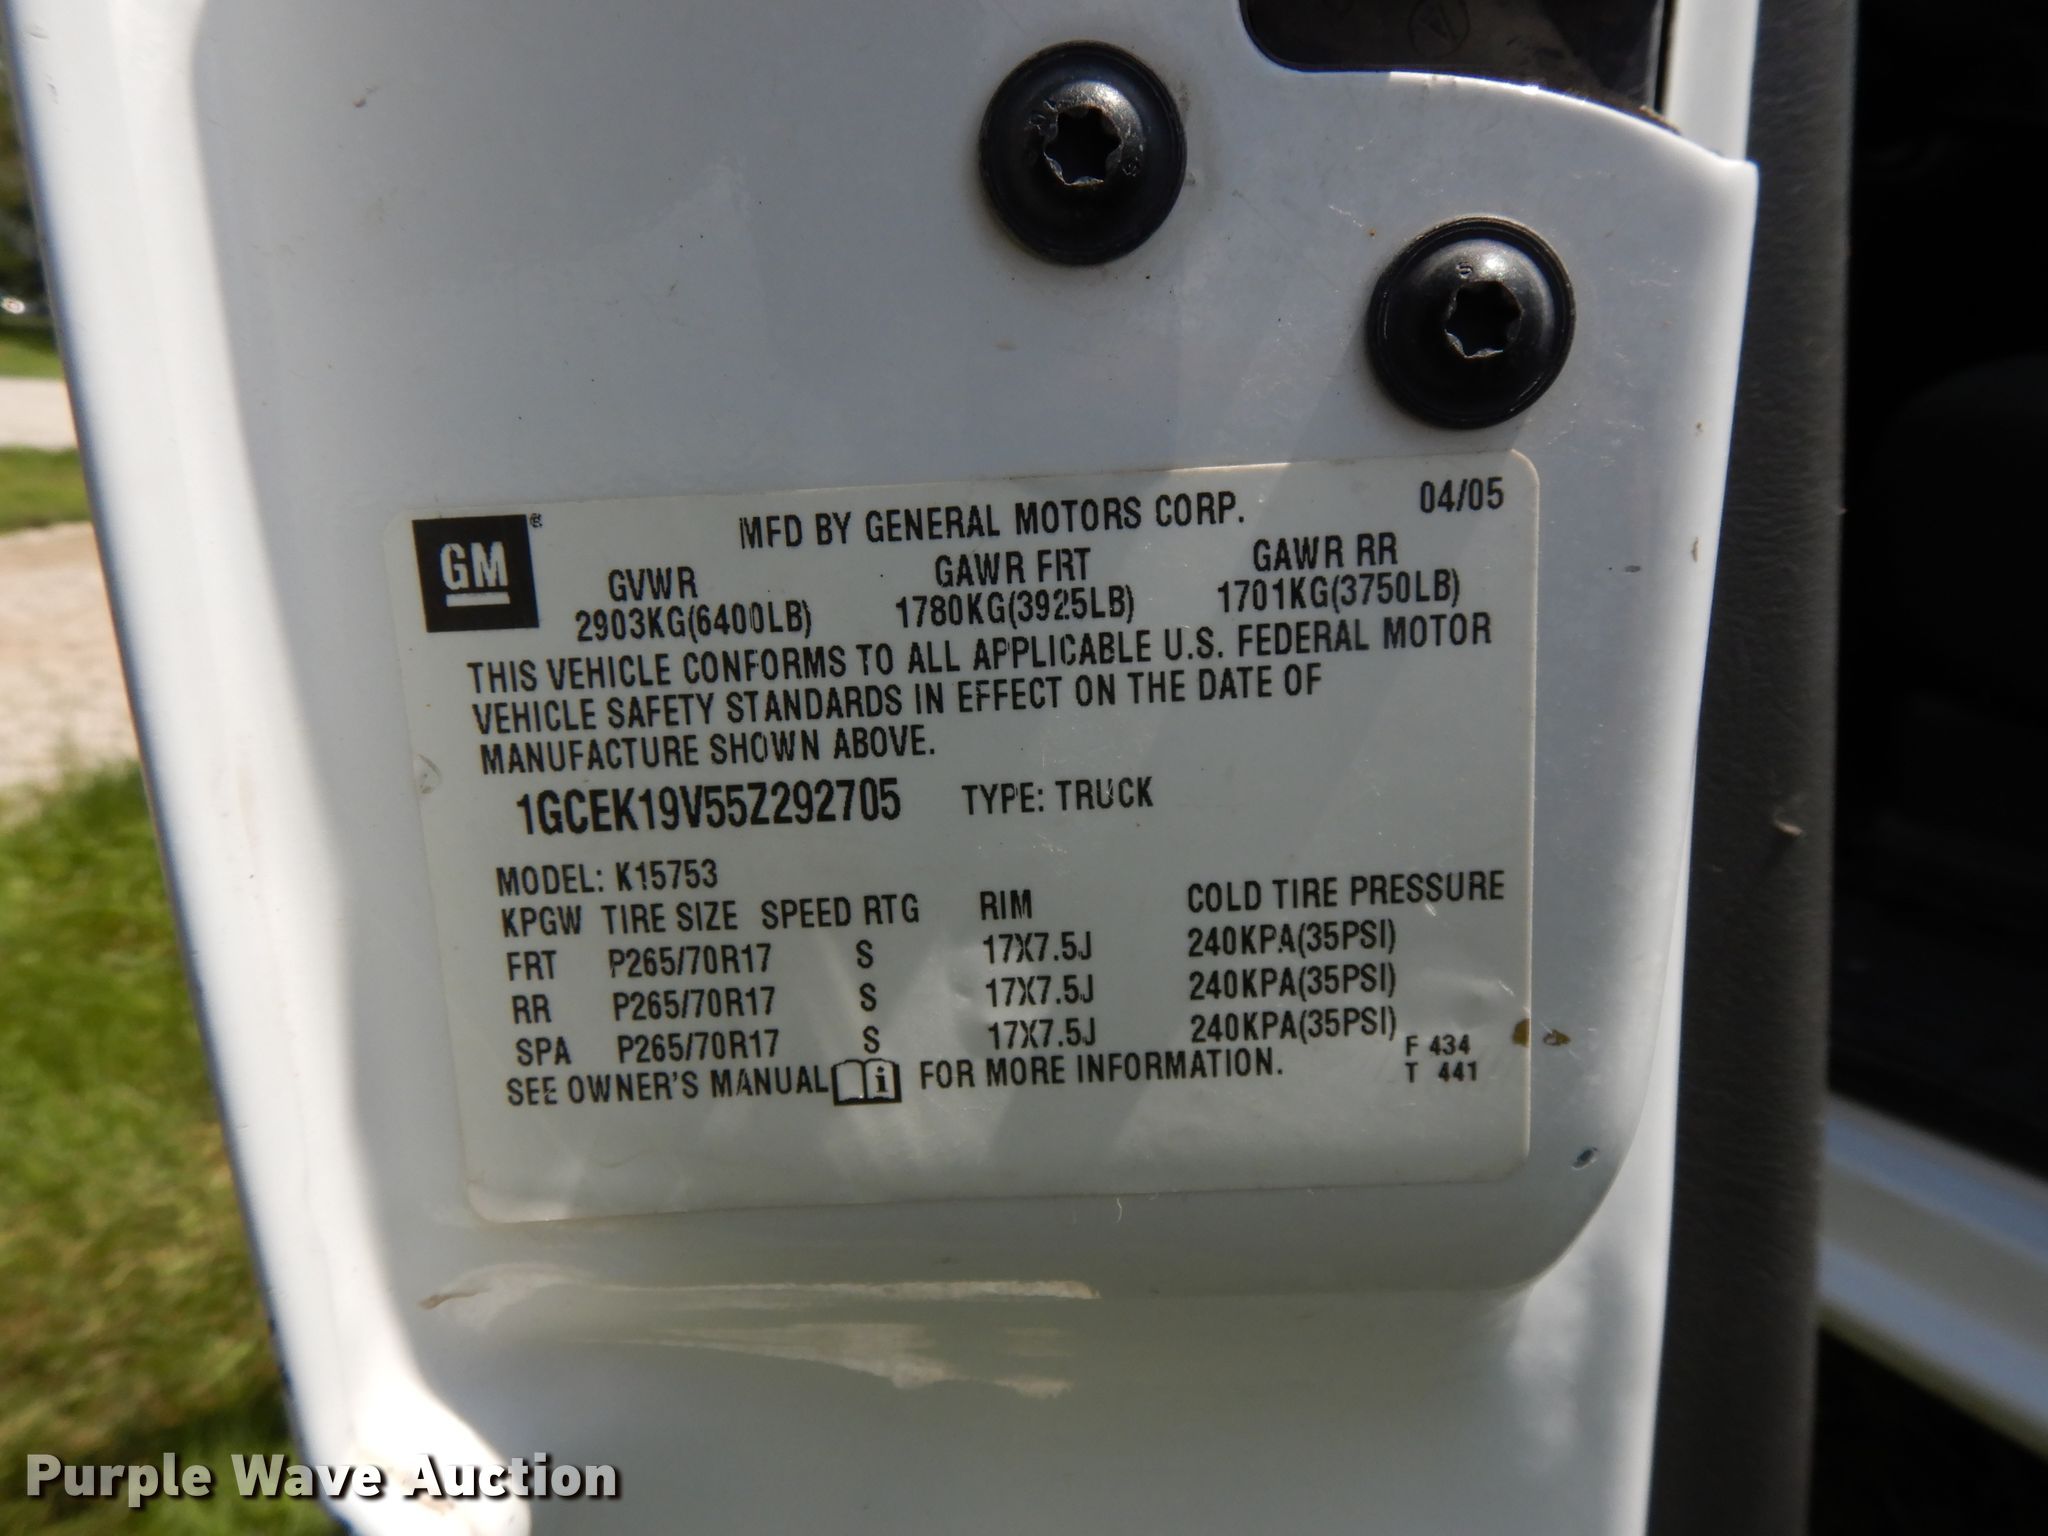 MFD BY GENERAL MOTORS CORP. 04/05
GM ®
GVWR GAWR FRT GAWR RR
2903KG(6400LB) 1780KG(3925LB) 1701KG(3750LB)
THIS VEHICLE CONFORMS TO ALL APPLICABLE U.S. FEDERAL MOTOR
VEHICLE SAFETY STANDARDS IN EFFECT ON THE DATE OF
MANUFACTURE SHOWN ABOVE.
1GCEK19V55Z292705 TYPE: TRUCK
MODEL: K15753
KPGW TIRE SIZE SPEED RTG RIM COLD TIRE PRESSURE
FRT P265/70R17 S 17X7.5J 240KPA(35PSI)
RR P265/70R17 S 17X7.5J 240KPA(35PSI)
SPA P265/70R17 S 17X7.5J 240KPA(35PSI)
SEE OWNER'S MANUAL i FOR MORE INFORMATION.
F 434
T 441
Purple Wave Auction